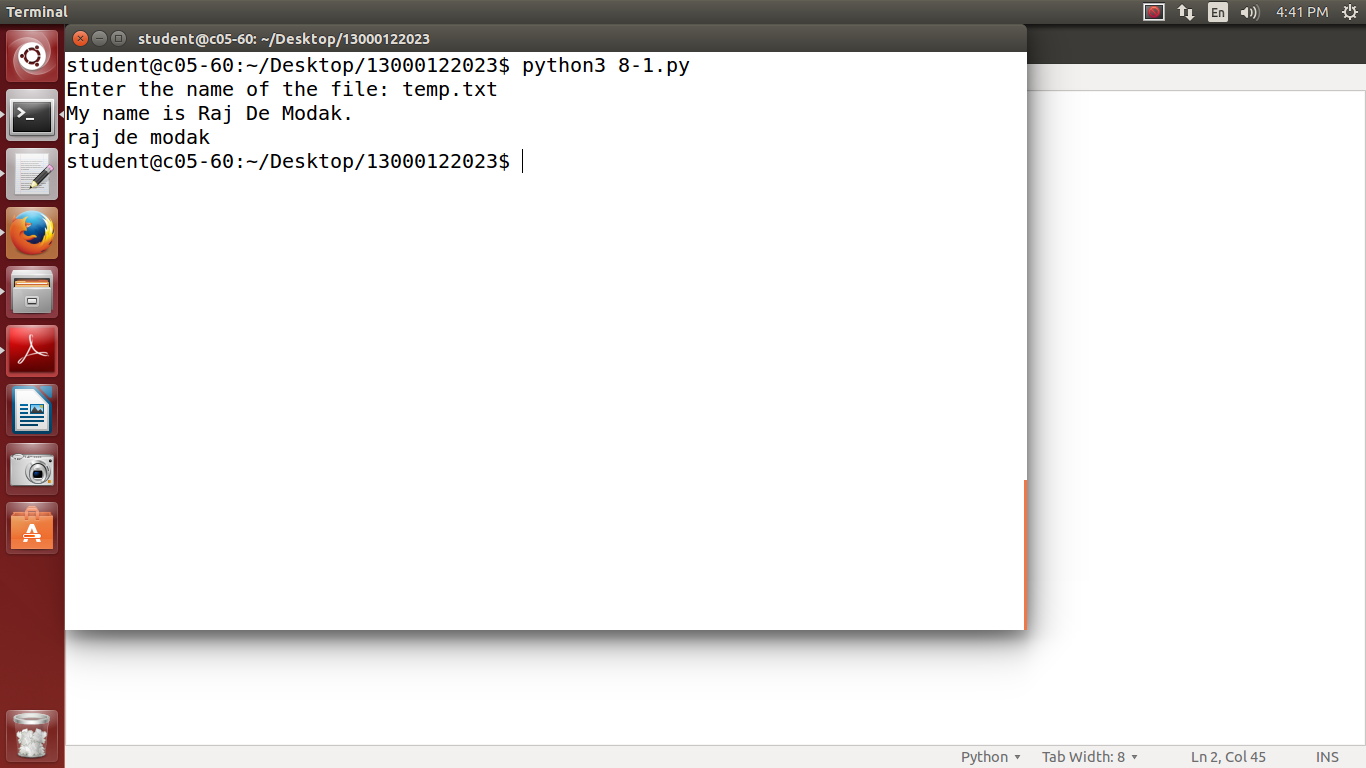 Terminal
En
4:41 PM
student@c05-60: ~/Desktop/13000122023
student@c05-60:~/Desktop/13000122023$ python3 8-1.py
Enter the name of the file: temp.txt
My name is Raj De Modak.
raj de modak
student@c05-60:~/Desktop/13000122023$
Python
Tab Width: 8
Ln 2, Col 45
INS